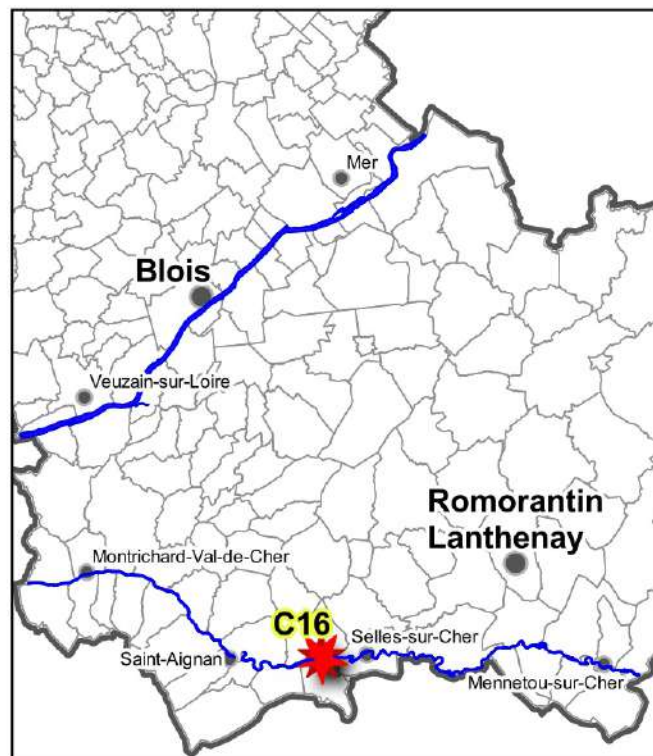 Mer
Blois
Veuzain-sur-Loire
Romorantin
Lanthenay
Montrichard-Val-de-Cher
C16
Selles-sur-Cher
Saint-Aignan
Mennetou-sur-Cher